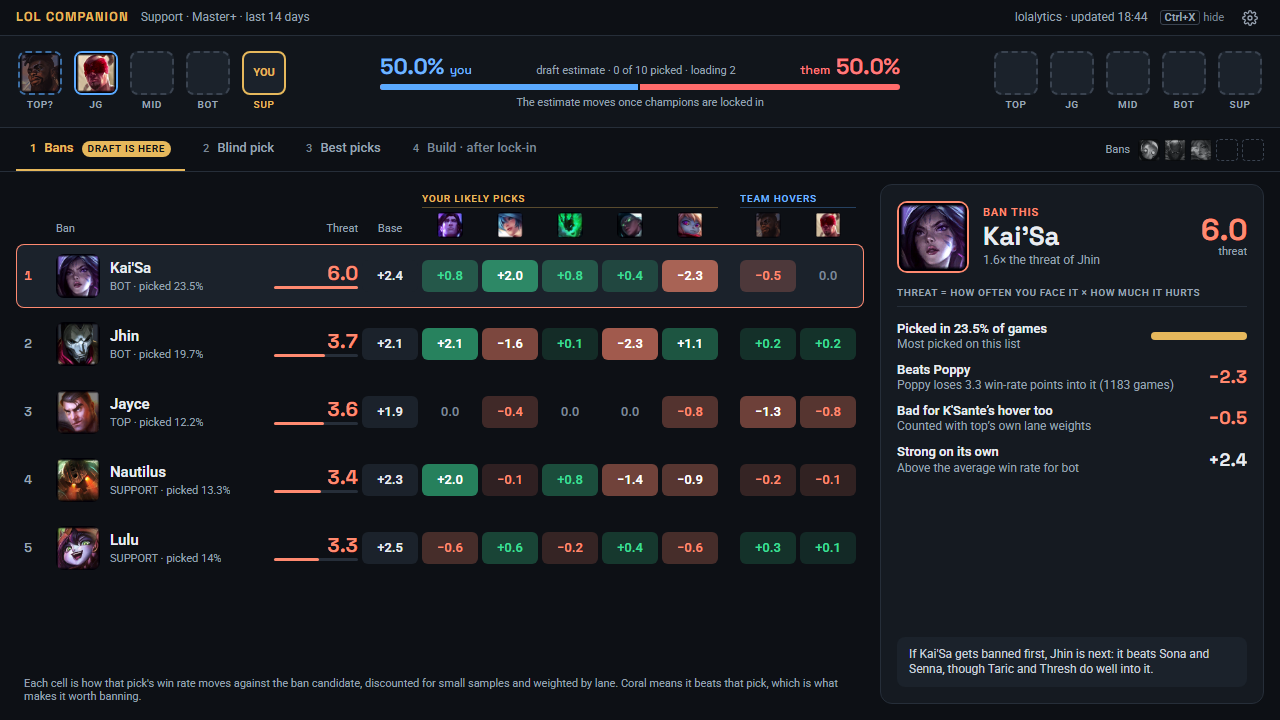 LOL COMPANION Support · Master+ · last 14 days lolalytics · updated 18:44 Ctrl+X hide
50.0% you draft estimate · 0 of 10 picked · loading 2 them 50.0%
YOU
The estimate moves once champions are locked in
TOP? JG MID BOT SUP TOP JG MID BOT SUP
1 Bans DRAFT IS HERE 2 Blind pick 3 Best picks 4 Build · after lock-in Bans
YOUR LIKELY PICKS TEAM HOVERS
Ban Threat Base
1 Kai'Sa BOT · picked 23.5% 6.0 +2.4 +0.8 +2.0 +0.8 +0.4 −2.3 −0.5 0.0
2 Jhin BOT · picked 19.7% 3.7 +2.1 +2.1 −1.6 +0.1 −2.3 +1.1 +0.2 +0.2
3 Jayce TOP · picked 12.2% 3.6 +1.9 0.0 −0.4 0.0 0.0 −0.8 −1.3 −0.8
4 Nautilus SUPPORT · picked 13.3% 3.4 +2.3 +2.0 −0.1 +0.8 −1.4 −0.9 −0.2 −0.1
5 Lulu SUPPORT · picked 14% 3.3 +2.5 −0.6 +0.6 −0.2 +0.4 −0.6 +0.3 +0.1
Each cell is how that pick's win rate moves against the ban candidate, discounted for small samples and weighted by lane. Coral means it beats that pick, which is what
makes it worth banning.
BAN THIS
Kai'Sa
1.6× the threat of Jhin
6.0
threat
THREAT = HOW OFTEN YOU FACE IT × HOW MUCH IT HURTS
Picked in 23.5% of games
Most picked on this list
Beats Poppy
Poppy loses 3.3 win-rate points into it (1183 games)
−2.3
Bad for K'Sante's hover too
Counted with top's own lane weights
−0.5
Strong on its own
Above the average win rate for bot
+2.4
If Kai'Sa gets banned first, Jhin is next: it beats Sona and
Senna, though Taric and Thresh do well into it.